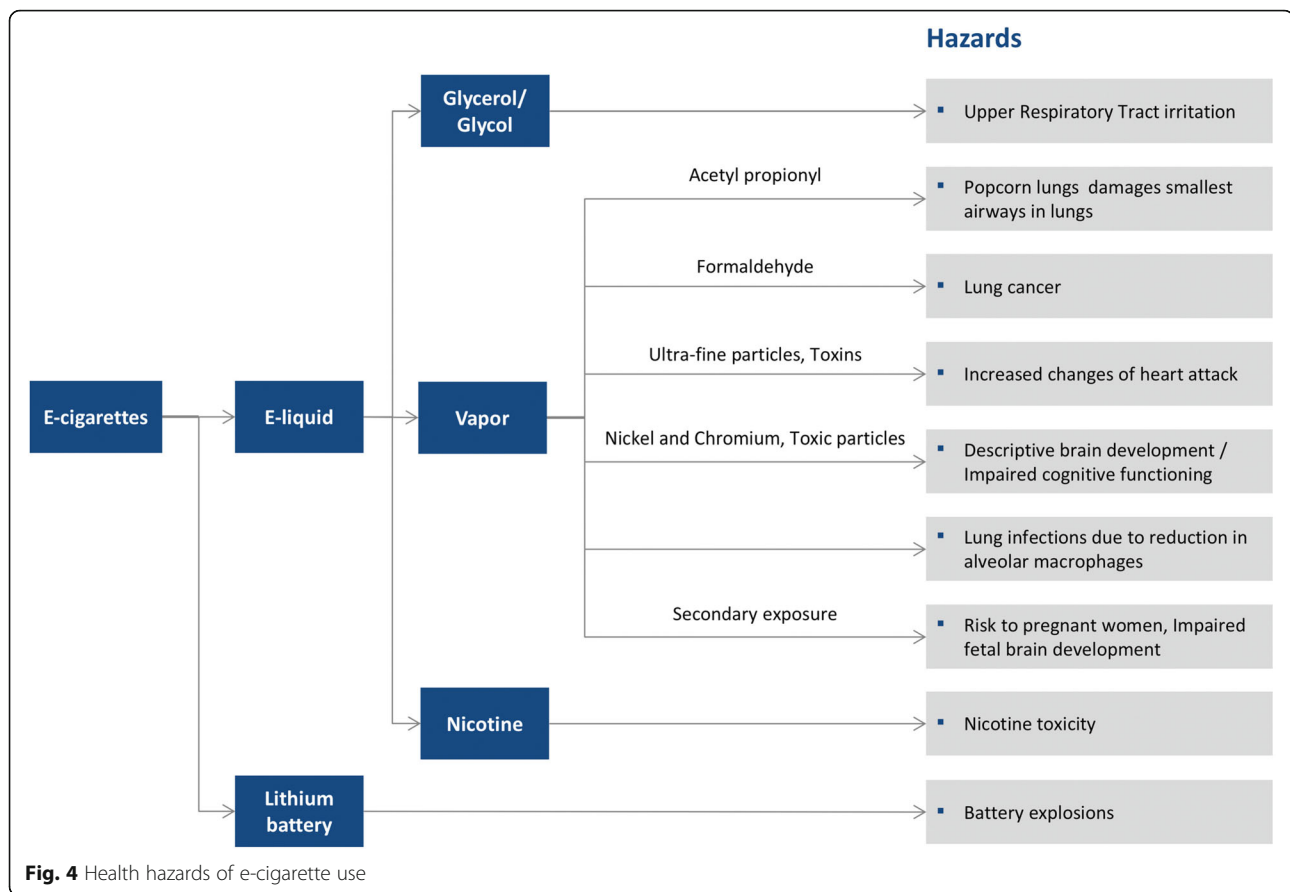 Hazards
Glycerol/
Glycol
▪ Upper Respiratory Tract irritation
Acetyl propionyl
▪ Popcorn lungs damages smallest
airways in lungs
Formaldehyde
▪ Lung cancer
Ultra-fine particles, Toxins
▪ Increased changes of heart attack
E-cigarettes
E-liquid
Vapor
Nickel and Chromium, Toxic particles
▪ Descriptive brain development /
Impaired cognitive functioning
▪ Lung infections due to reduction in
alveolar macrophages
Secondary exposure
▪ Risk to pregnant women, Impaired
fetal brain development
Nicotine
▪ Nicotine toxicity
Lithium
battery
▪ Battery explosions
Fig. 4 Health hazards of e-cigarette use